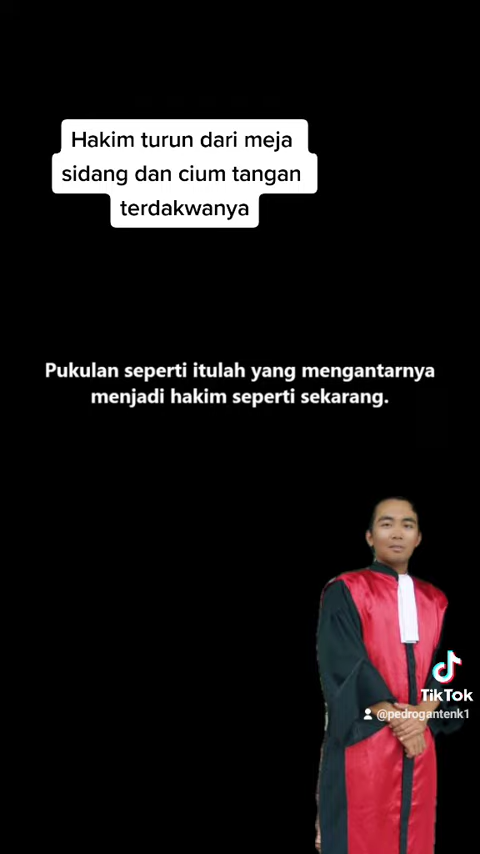 Hakim turun dari meja
sidang dan cium tangan
terdakwanya
Pukulan seperti itulah yang mengantarnya
menjadi hakim seperti sekarang.
TikTok
@pedrogantenk1